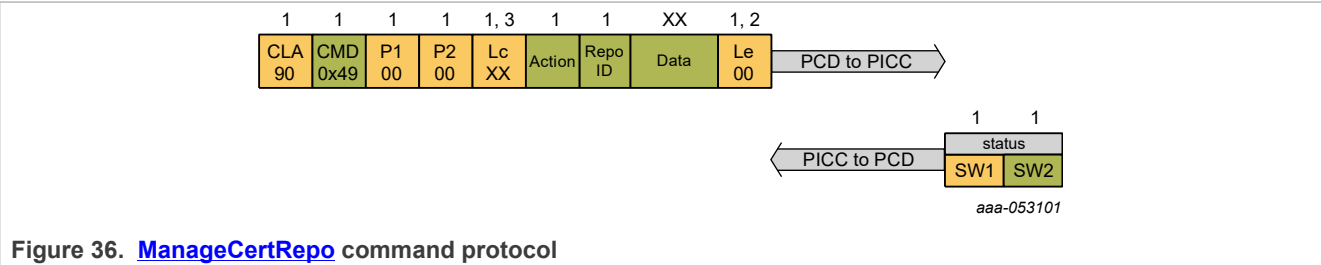 1 1 1 1 1, 3 1 1 XX 1, 2
CLA CMD P1 P2 Lc Action Repo Data Le
90 0x49 00 00 XX ID 00
PCD to PICC
1 1
status
PICC to PCD
SW1 SW2
aaa-053101
Figure 36. ManageCertRepo command protocol